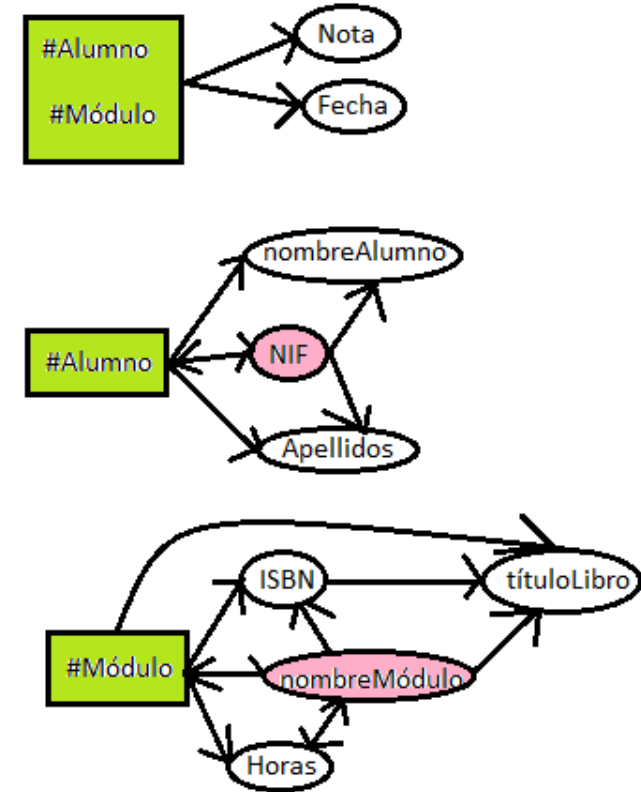 #Alumno
#Módulo
Nota
Fecha
nombreAlumno
#Alumno
NIF
Apellidos
ISBN
títuloLibro
#Módulo
nombreMódulo
Horas